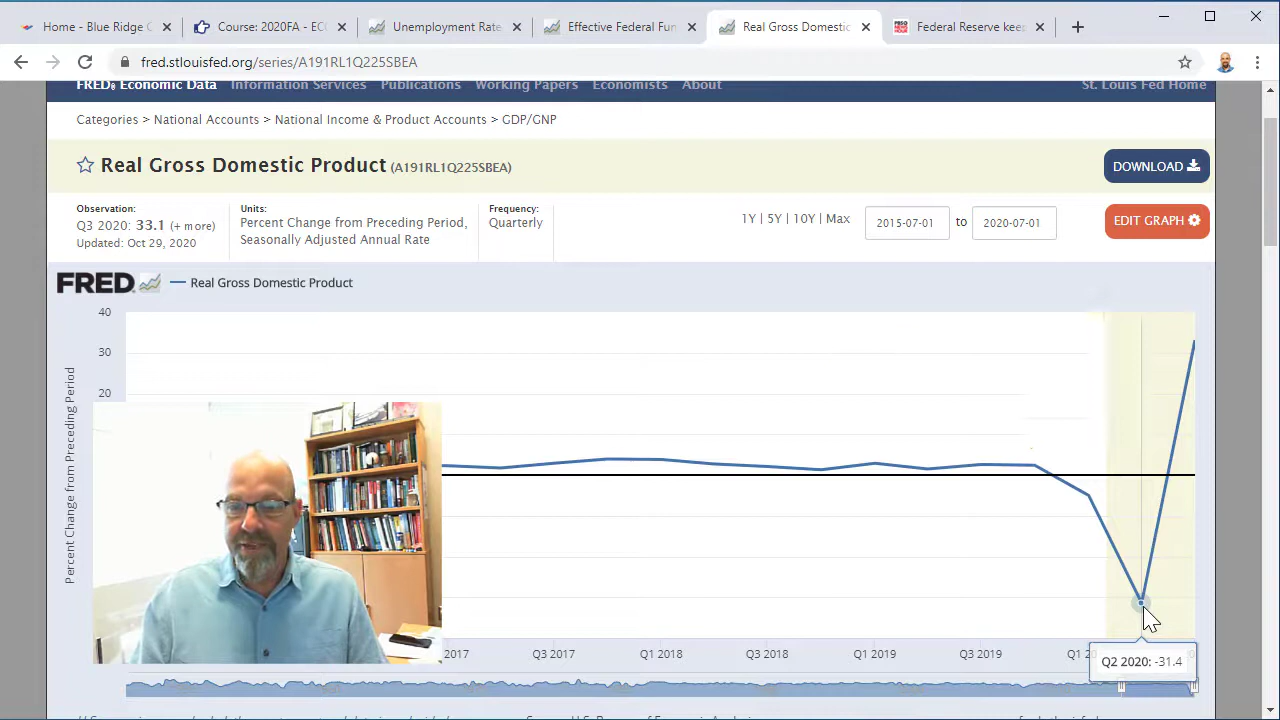 Home - Blue Ridge C
Course: 2020FA - EC
Unemployment Rate
Effective Federal Fun
Real Gross Domestic
Federal Reserve keep
fred.stlouisfed.org/series/A191RL1Q225SBEA
FRED® Economic Data Information Services Publications Working Papers Economists About St. Louis Fed Home
Categories > National Accounts > National Income & Product Accounts > GDP/GNP
Real Gross Domestic Product (A191RL1Q225SBEA)
DOWNLOAD
Observation:
Q3 2020: 33.1 (+ more)
Updated: Oct 29, 2020
Units:
Percent Change from Preceding Period,
Seasonally Adjusted Annual Rate
Frequency:
Quarterly
1Y | 5Y | 10Y | Max
2015-07-01 to 2020-07-01
EDIT GRAPH
FRED
Real Gross Domestic Product
40
30
20
Percent Change from Preceding Period
2017 Q3 2017 Q1 2018 Q3 2018 Q1 2019 Q3 2019
Q2 2020: -31.4